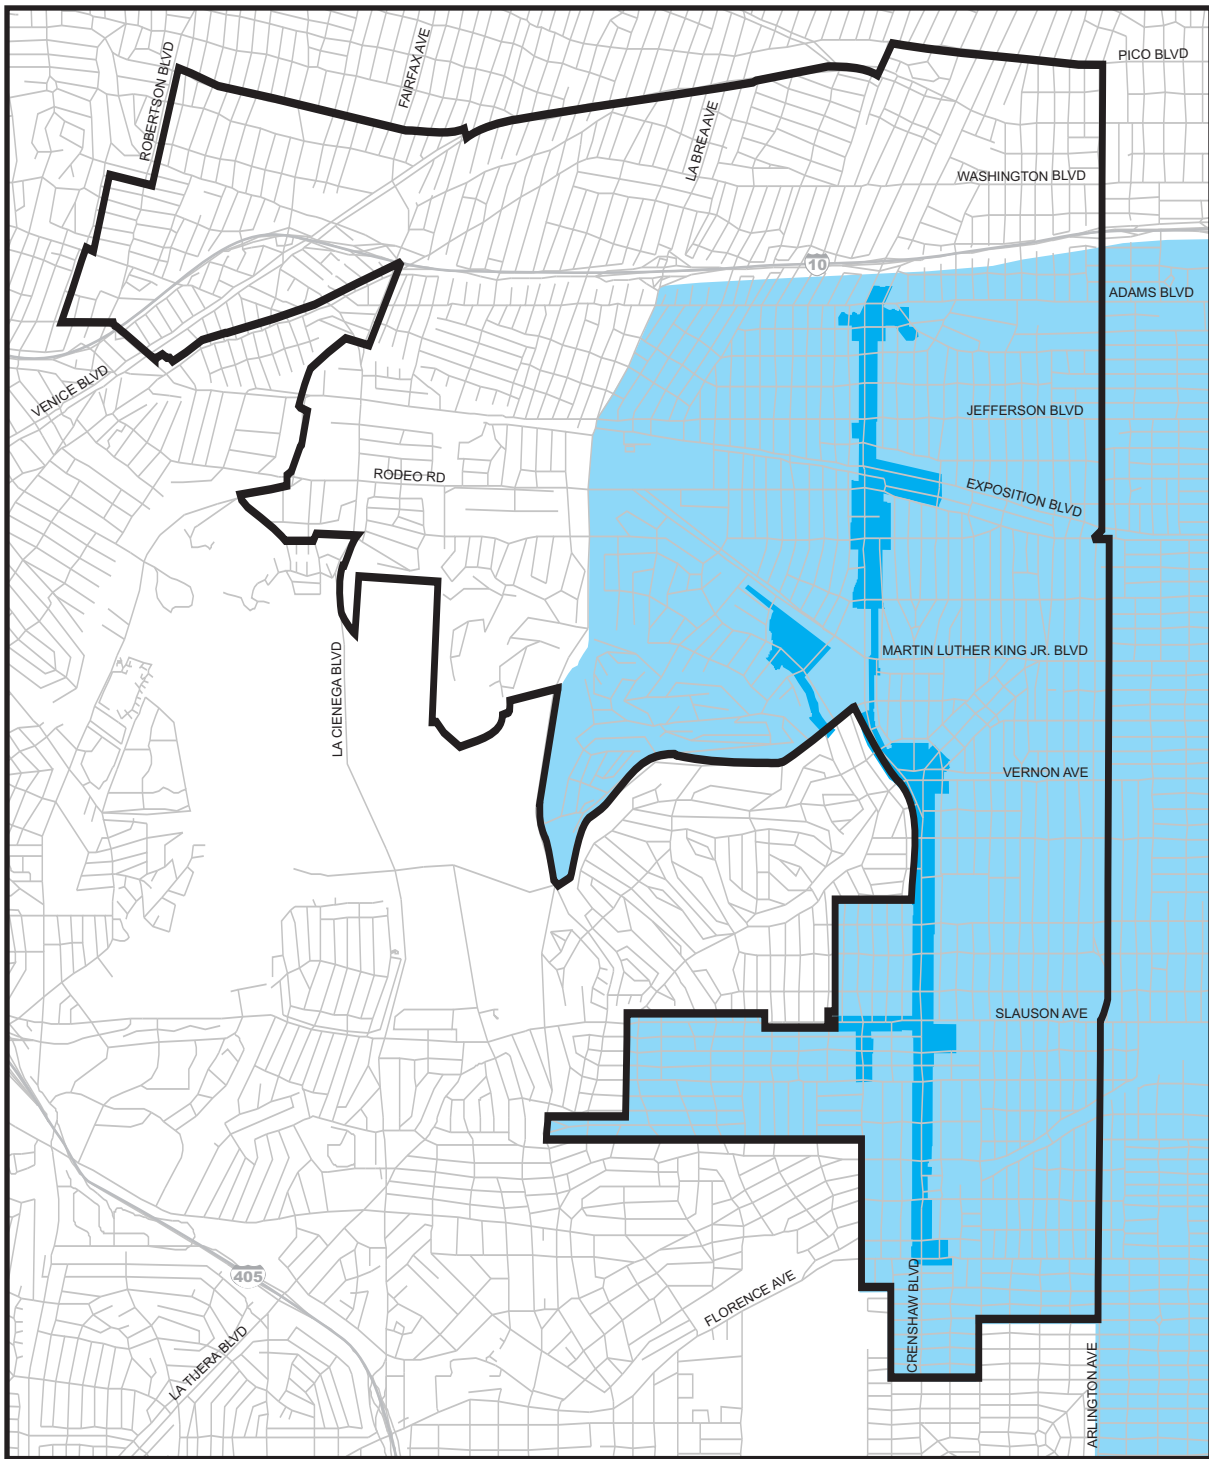 PICO BLVD
FAIRFAX AVE
ROBERTSON BLVD
LA BREA AVE
WASHINGTON BLVD
10
ADAMS BLVD
VENICE BLVD
JEFFERSON BLVD
RODEO RD
EXPOSITION BLVD
MARTIN LUTHER KING JR. BLVD
LA CIENEGA BLVD
VERNON AVE
SLAUSON AVE
405
FLORENCE AVE
CRENSHAW BLVD
LA TIJERA BLVD
ARLINGTON AVE